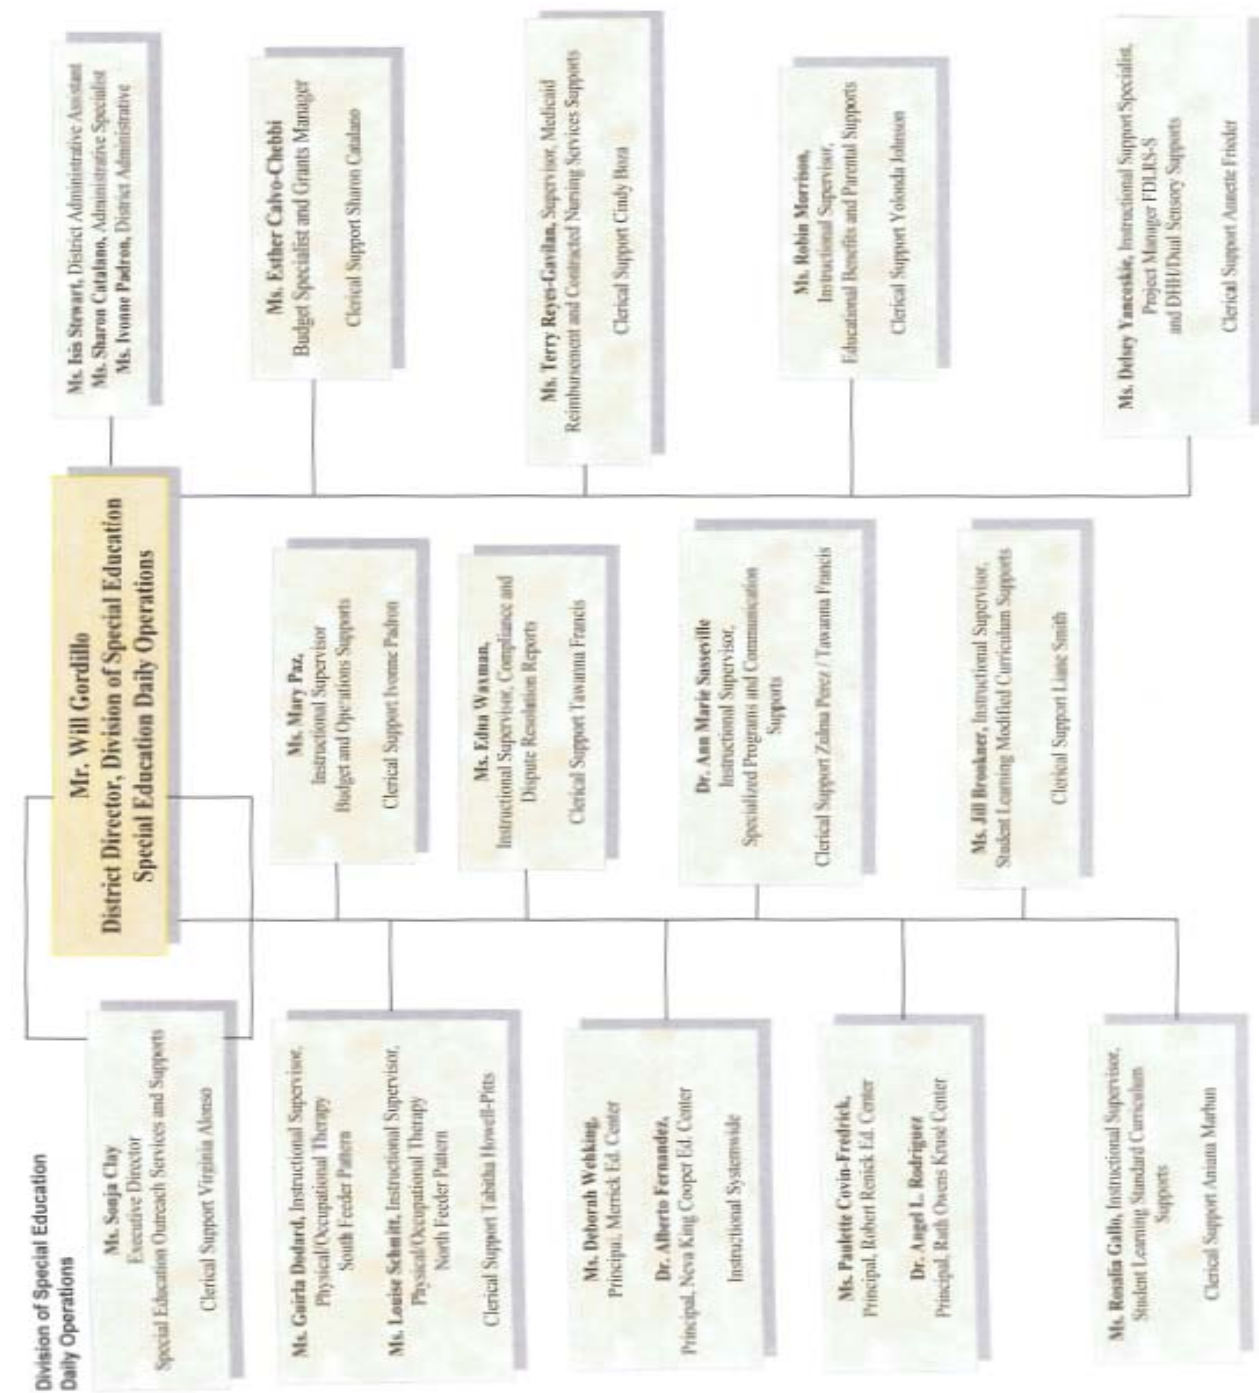 Division of Special Education
Daily Operations
Mr. Will Gordillo
District Director, Division of Special Education
Special Education Daily Operations
Ms. Isis Stewart, District Administrative Assistant
Ms. Sharon Catalano, Administrative Specialist
Ms. Ivonne Padron, District Administrative
Ms. Sonja Clay
Executive Director
Special Education Outreach Services and Supports
Clerical Support Virginia Alonso
Ms. Mary Paz,
Instructional Supervisor
Budget and Operations Supports
Clerical Support Ivonne Padron
Ms. Esther Calvo-Chebbi
Budget Specialist and Grants Manager
Clerical Support Sharon Catalano
Ms. Guirla Dodard, Instructional Supervisor,
Physical/Occupational Therapy
South Feeder Pattern
Ms. Louise Schmitt, Instructional Supervisor,
Physical/Occupational Therapy
North Feeder Pattern
Clerical Support Tabitha Howell-Pitts
Ms. Edna Waxman,
Instructional Supervisor, Compliance and
Dispute Resolution Reports
Clerical Support Tawanna Francis
Ms. Terry Reyes-Gavilan, Supervisor, Medicaid
Reimbursement and Contracted Nursing Services Supports
Clerical Support Cindy Boza
Ms. Deborah Wehking,
Principal, Merrick Ed. Center
Dr. Alberto Fernandez,
Principal, Neva King Cooper Ed. Center
Instructional Systemwide
Dr. Ann Marie Sasseville
Instructional Supervisor,
Specialized Programs and Communication
Supports
Clerical Support Zulma Perez / Tawanna Francis
Ms. Robin Morrison,
Instructional Supervisor,
Educational Benefits and Parental Supports
Clerical Support Yolonda Johnson
Ms. Paulette Covin-Fredrick,
Principal, Robert Renick Ed. Center
Dr. Angel L. Rodriguez
Principal, Ruth Owens Krusé Center
Ms. Jill Brookner, Instructional Supervisor,
Student Learning Modified Curriculum Supports
Clerical Support Liane Smith
Ms. Rosalia Gallo, Instructional Supervisor,
Student Learning Standard Curriculum
Supports
Clerical Support Aniana Marhun
Ms. Delsey Yancoskie, Instructional Support Specialist,
Project Manager FDLRS-S
and DHH/Dual Sensory Supports
Clerical Support Annette Frieder